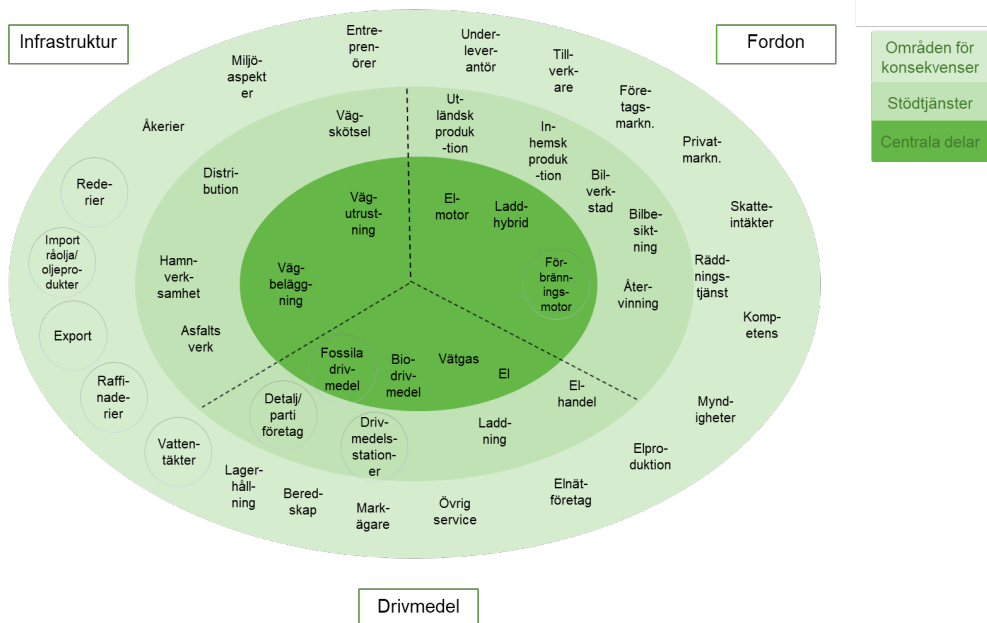 Infrastruktur
Fordon
Områden för
konsekvenser
Stödtjänster
Centrala delar
Entre-
pren-
örer
Under-
lever-
antör
Till-
verk-
are
Miljö-
aspekt
er
Före-
tags-
markn.
Privat-
markn.
Åkerier
Rede-
rier
Skatte-
intäkter
Import
råolja/
oljepro-
dukter
Rädd-
nings-
tjänst
Export
Komp-
etens
Raffi-
nade-
rier
Mynd-
igheter
Vatten-
täkter
Elpro-
duktion
Lager-
håll-
ning
Bered-
skap
Mark-
ägare
Övrig
service
Elnät-
företag
Väg-
skötsel
Ut-
ländsk
produk
-tion
In-
hemsk
produk
-tion
Bil-
verk-
stad
Bilbe-
sikt-
ning
Åter-
vinning
Distri-
bution
Hamn-
verk-
samhet
Asfalts
verk
Detalj/
parti
företag
Driv-
medels-
station-
er
Ladd-
ning
El-
handel
Väg-
utrust-
ning
El-
motor
Ladd-
hybrid
Väg-
belägg-
ning
För-
bränn-
ings-
motor
Fossila
driv-
medel
Bio-
driv-
medel
Vätgas
El
Drivmedel